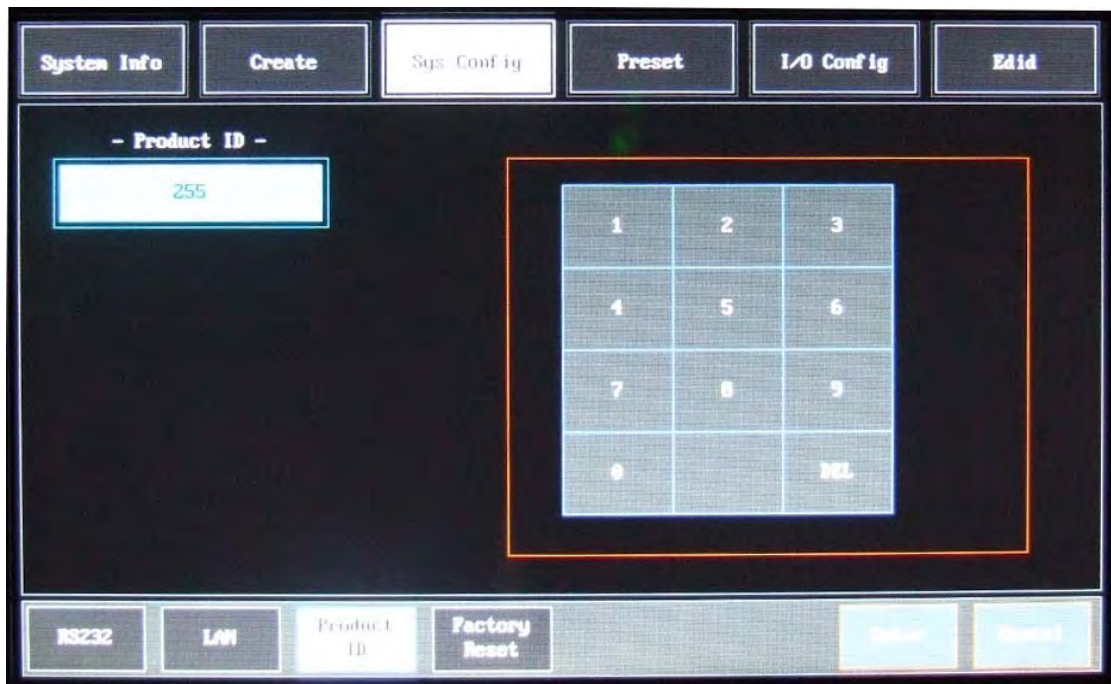 System Info Create Sys Config Preset I/O Config Edid
- Product ID -
255
1 2 3
4 5 6
7 8 9
0 DEL
RS232 LAN Product ID Factory Reset Cancel